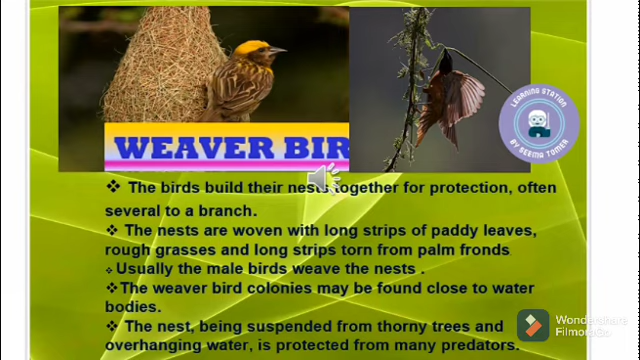 WEAVER BIR
LEARNING STATION
BY SEEMA TOMER
❖ The birds build their nests together for protection, often
several to a branch.
❖ The nests are woven with long strips of paddy leaves,
rough grasses and long strips torn from palm fronds
❖ Usually the male birds weave the nests .
❖The weaver bird colonies may be found close to water
bodies.
❖ The nest, being suspended from thorny trees and
overhanging water, is protected from many predators.
Wondershare
FilmoraGo